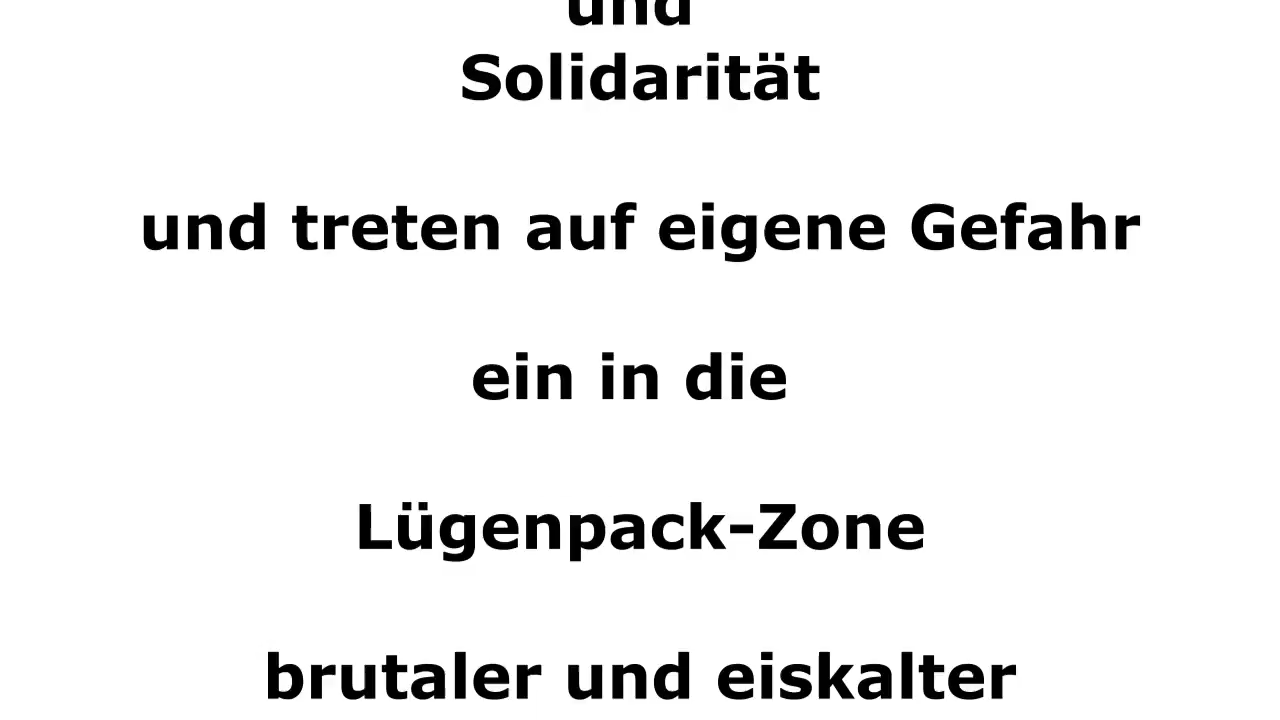 und
Solidarität
und treten auf eigene Gefahr
ein in die
Lügenpack-Zone
brutaler und eiskalter